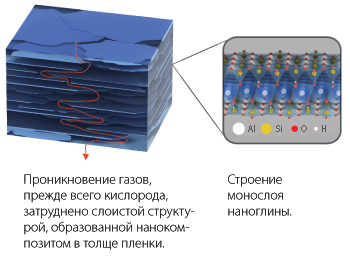 Al Si O H
Проникновение газов,
прежде всего кислорода,
затруднено слоистой структу-
рой, образованной наноком-
позитом в толще пленки.
Строение
монослоя
наноглины.